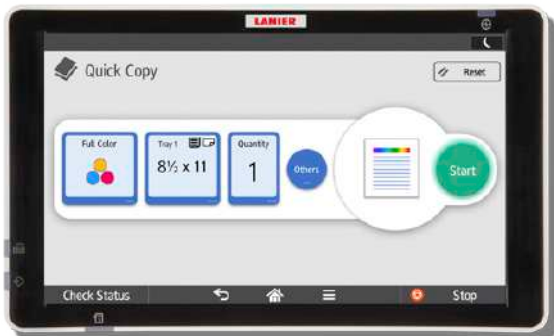 LANIER
Quick Copy
Reset
Full Color
Tray 1
8½ x 11
Quantity
1
Others
Start
Check Status
Stop